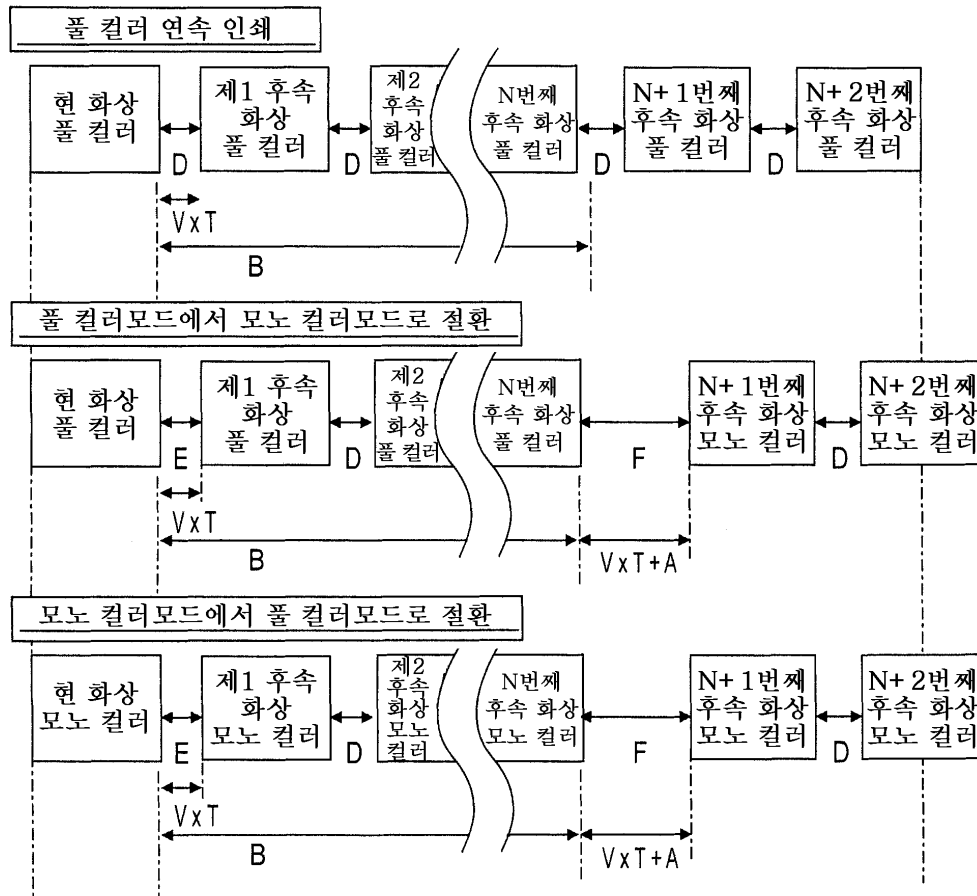 풀 컬러 연속 인쇄
현 화상
풀 컬러
제1 후속
화상
풀 컬러
제2
후속
화상
풀 컬러
N번째
후속 화상
풀 컬러
N+1번째
후속 화상
풀 컬러
N+2번째
후속 화상
풀 컬러
D
D
D
D
VxT
B
풀 컬러모드에서 모노 컬러모드로 절환
현 화상
풀 컬러
제1 후속
화상
풀 컬러
제2
후속
화상
풀 컬러
N번째
후속 화상
풀 컬러
N+1번째
후속 화상
모노 컬러
N+2번째
후속 화상
모노 컬러
E
D
F
D
VxT
B
VxT+A
모노 컬러모드에서 풀 컬러모드로 절환
현 화상
모노 컬러
제1 후속
화상
모노 컬러
제2
후속
화상
모노
컬러
N번째
후속 화상
모노 컬러
N+1번째
후속 화상
모노 컬러
N+2번째
후속 화상
모노 컬러
E
D
F
D
VxT
B
VxT+A